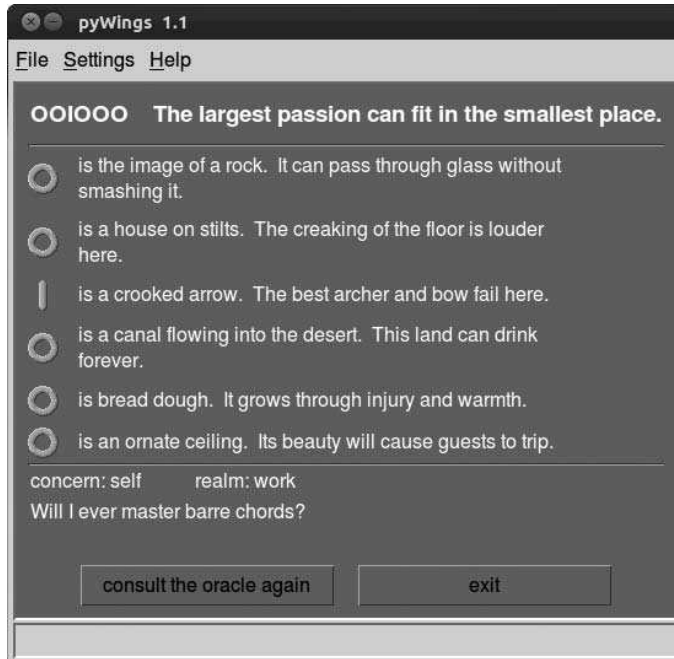 pyWings 1.1
File Settings Help
OOIOOO The largest passion can fit in the smallest place.
is the image of a rock. It can pass through glass without
smashing it.
is a house on stilts. The creaking of the floor is louder
here.
is a crooked arrow. The best archer and bow fail here.
is a canal flowing into the desert. This land can drink
forever.
is bread dough. It grows through injury and warmth.
is an ornate ceiling. Its beauty will cause guests to trip.
concern: self realm: work
Will I ever master barre chords?
consult the oracle again exit